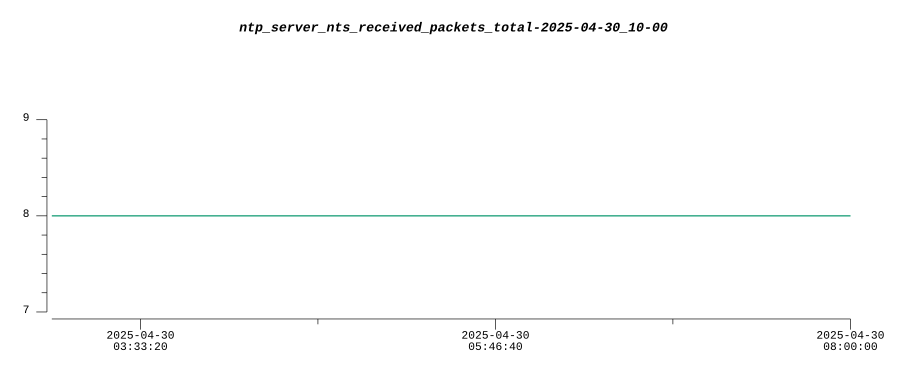 ntp_server_nts_received_packets_total-2025-04-30_10-00
9
8
7
2025-04-30 2025-04-30 2025-04-30
03:33:20 05:46:40 08:00:00